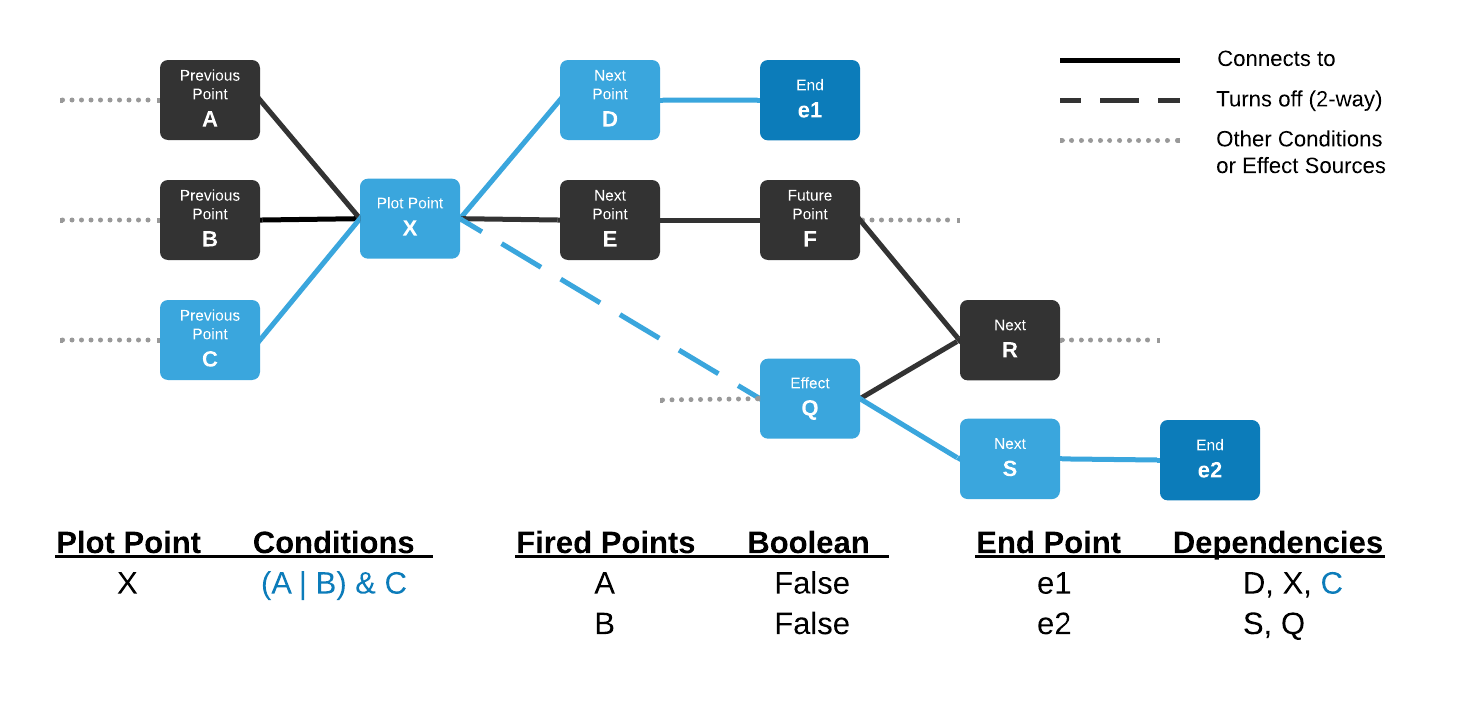 Previous
Point
A
Previous
Point
B
Previous
Point
C
Plot Point
X
Next
Point
D
Next
Point
E
End
e1
Future
Point
F
Effect
Q
Next
R
Next
S
End
e2
Connects to
Turns off (2-way)
Other Conditions
or Effect Sources
Plot Point Conditions
X (A | B) & C
Fired Points Boolean
A False
B False
End Point Dependencies
e1 D, X, C
e2 S, Q